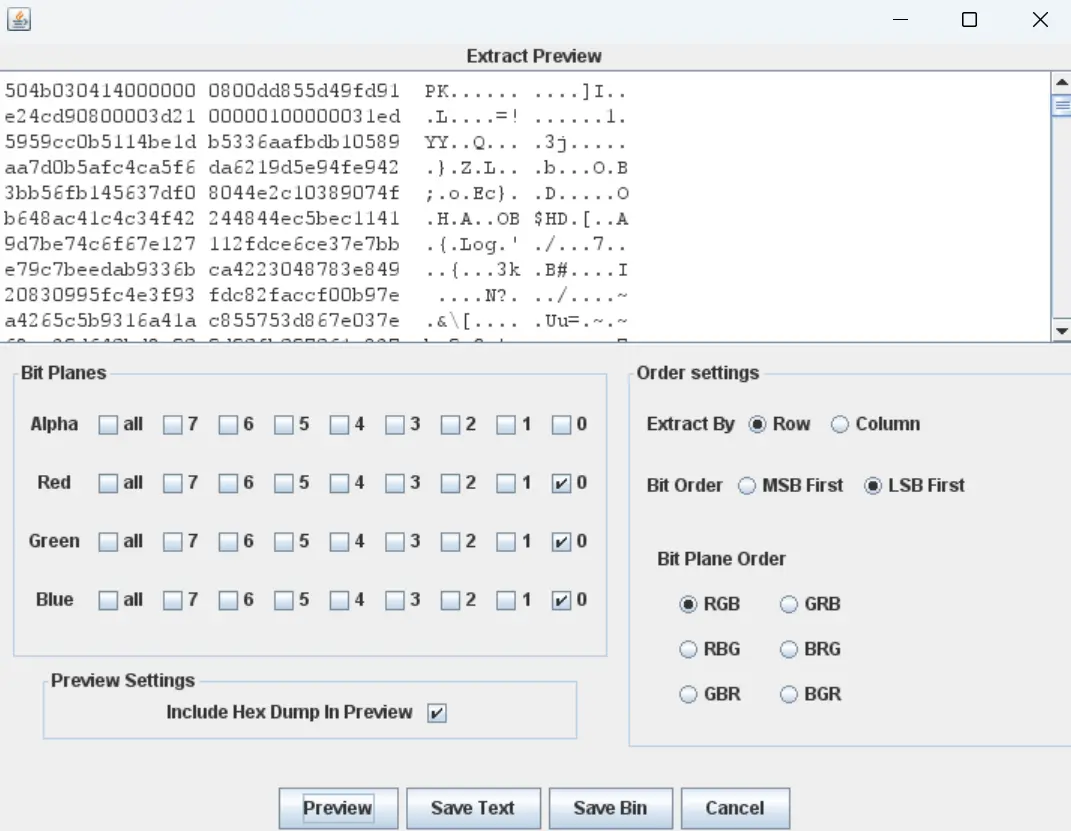 Extract Preview
504b030414000000 0800dd855d49fd91 PK...... ....]I..
e24cd90800003d21 00000100000031ed .L....=! ......1.
5959cc0b5114be1d b5336aafbdb10589 YY..Q... .3j.....
aa7d0b5afc4ca5f6 da6219d5e94fe942 .}.Z.L.. .b...O.B
3bb56fb145637df0 8044e2c10389074f ;.o.Ec}. .D.....O
b648ac41c4c34f42 244844ec5bec1141 .H.A..OB $HD.[..A
9d7be74c6f67e127 112fdce6ce37e7bb .{.Log.' ./...7..
e79c7beedab9336b ca4223048783e849 ..{...3k .B#....I
20830995fc4e3f93 fdc82faccf00b97e ....N?. ../....~
a4265c5b9316a41a c855753d867e037e .&\[.... .Uu=.~.~
Bit Planes
Alpha all 7 6 5 4 3 2 1 0
Red all 7 6 5 4 3 2 1 0
Green all 7 6 5 4 3 2 1 0
Blue all 7 6 5 4 3 2 1 0
Preview Settings
Include Hex Dump In Preview
Order settings
Extract By Row Column
Bit Order MSB First LSB First
Bit Plane Order
RGB GRB
RBG BRG
GBR BGR
Preview Save Text Save Bin Cancel